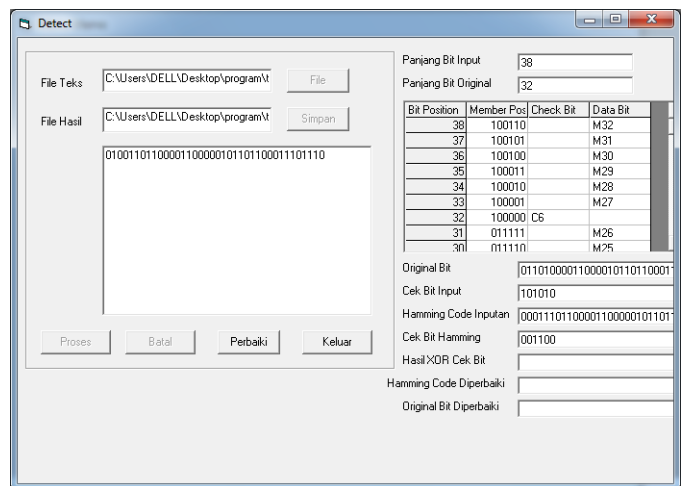 Detect
File Teks
C:\Users\DELL\Desktop\program\t
File
File Hasil
C:\Users\DELL\Desktop\program\t
Simpan
01001101100001100000101101100011101110
Proses
Batal
Perbaiki
Keluar
Panjang Bit Input
38
Panjang Bit Original
32
Bit Position Member Pos Check Bit Data Bit
38 100110 M32
37 100101 M31
36 100100 M30
35 100011 M29
34 100010 M28
33 100001 M27
32 100000 C6
31 011111 M26
30 011110 M25
Original Bit
011010000110000101101100011
Cek Bit Input
101010
Hamming Code Inputan
000111011000011000001011011
Cek Bit Hamming
001100
Hasil XOR Cek Bit
Hamming Code Diperbaiki
Original Bit Diperbaiki